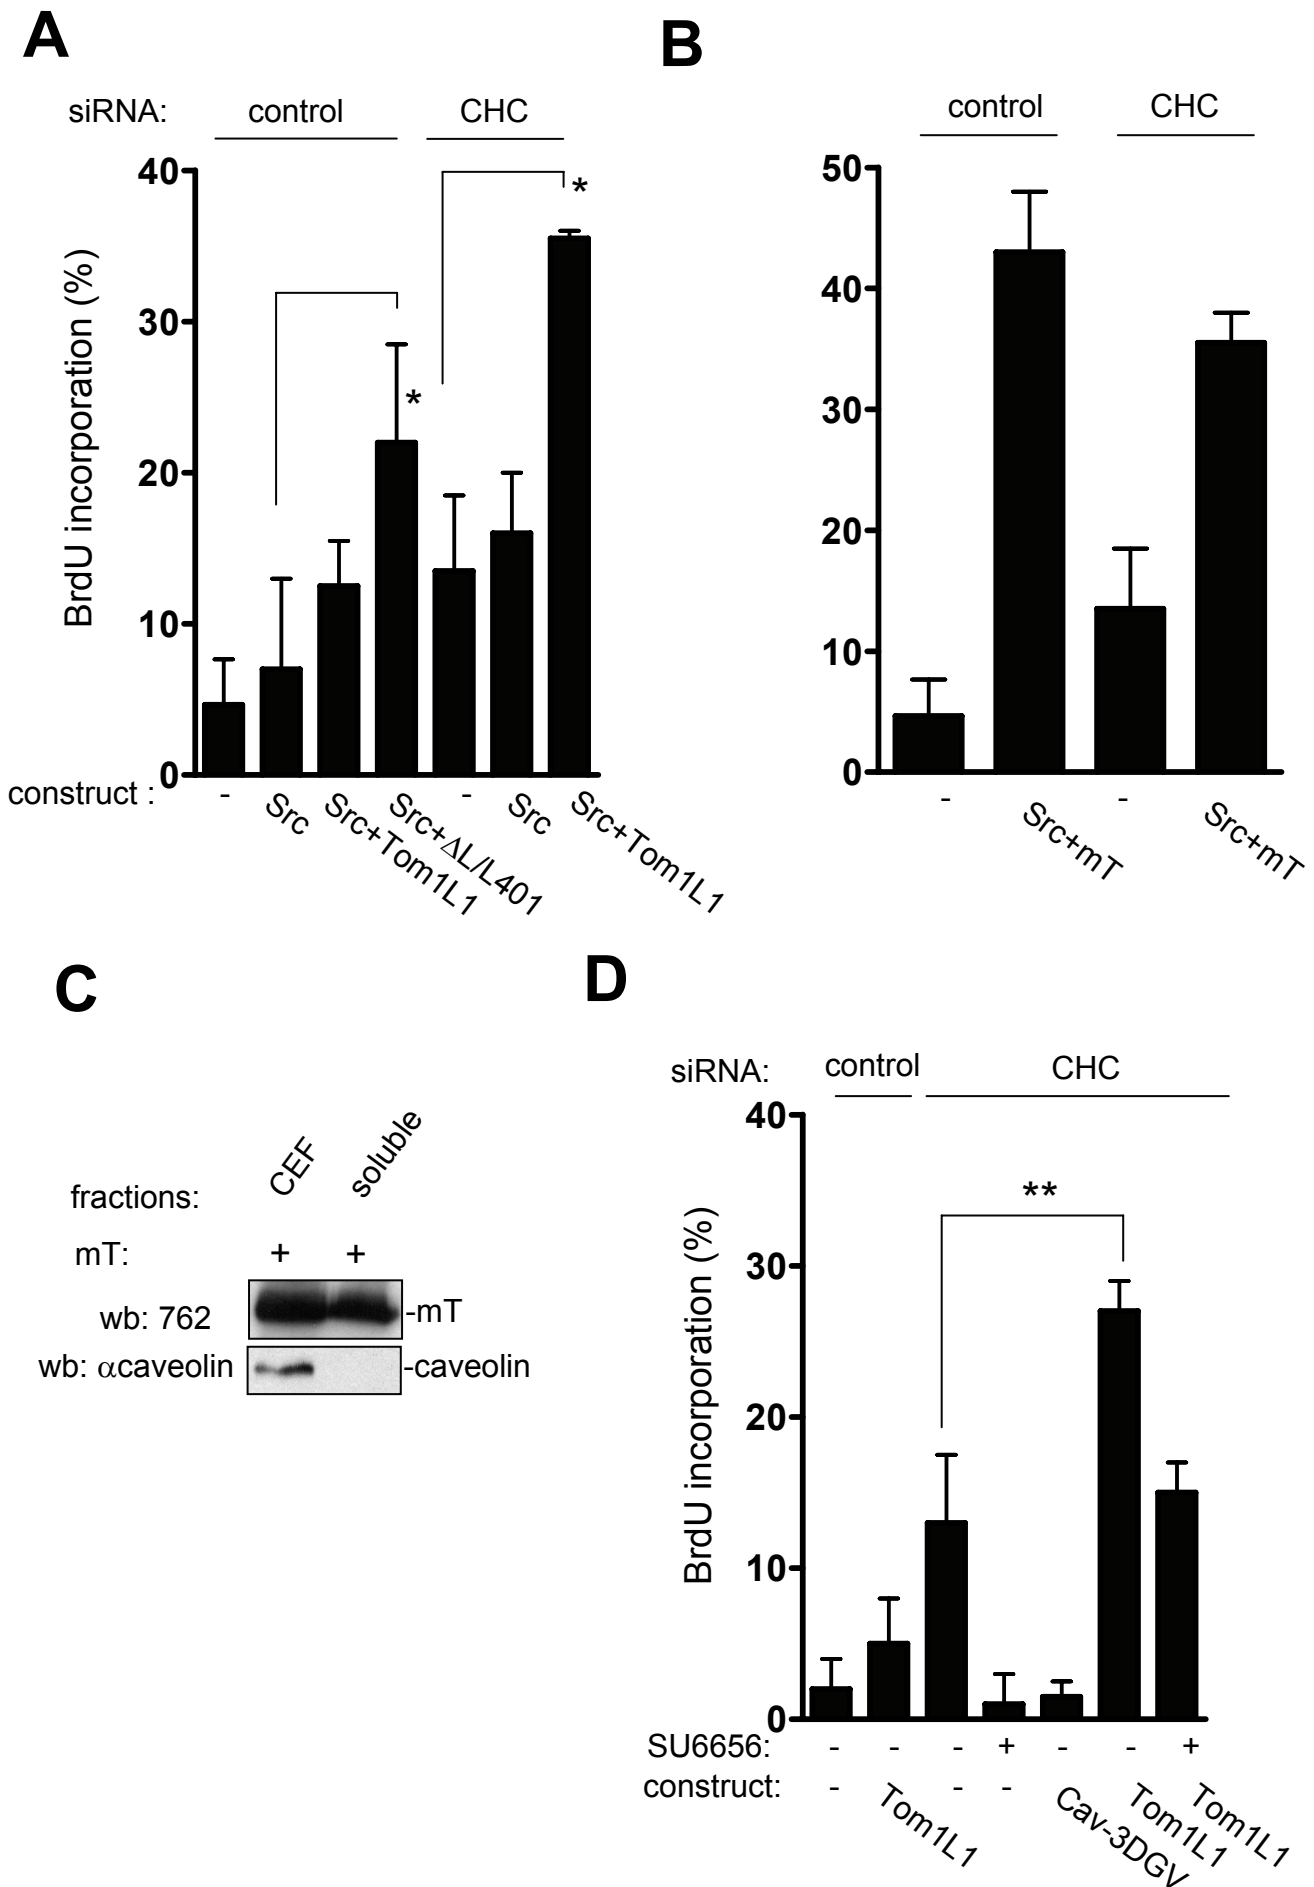 A
siRNA: control CHC
BrdU incorporation (%)
40
30
20
10
0
*
*
construct : - Src Src+Tom1L1 Src+ΔL/L401 - Src Src+Tom1L1
B
control CHC
50
40
30
20
10
0
- Src+mT - Src+mT
C
fractions: CEF soluble
mT: + +
wb: 762 -mT
wb: αcaveolin -caveolin
D
siRNA: control CHC
BrdU incorporation (%)
40
30
20
10
0
**
SU6656: - - - + - - +
construct: - Tom1L1 - - Cav-3DGV Tom1L1 Tom1L1